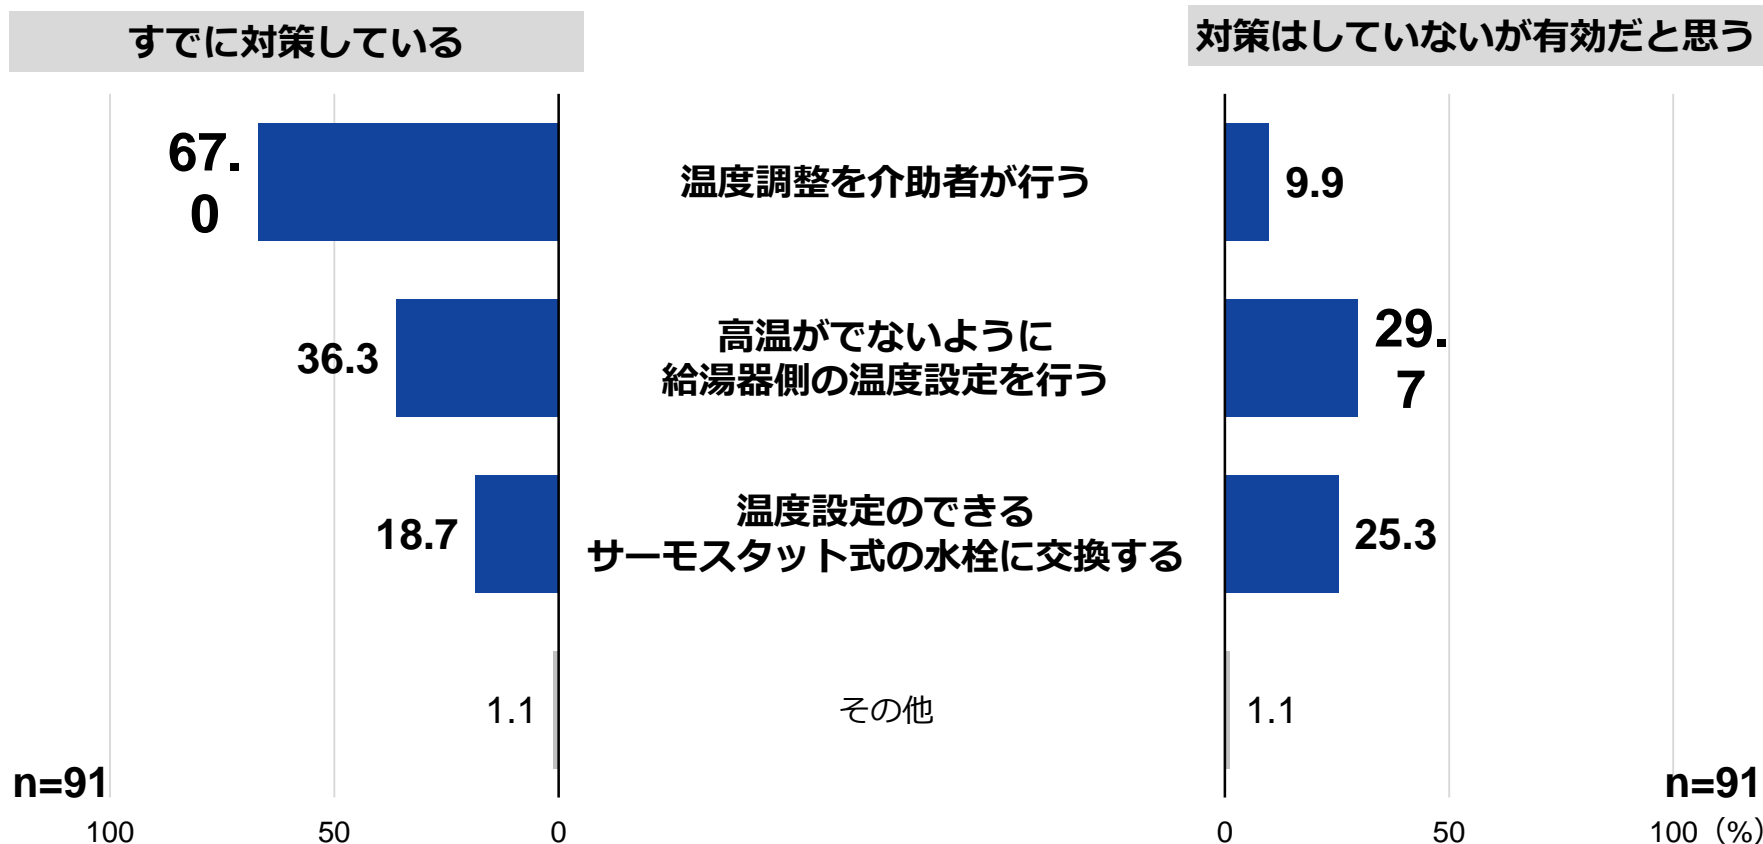 すでに対策している
対策はしていないが有効だと思う
67.
0
温度調整を介助者が行う
9.9
36.3
高温がでないように
給湯器側の温度設定を行う
29.
7
18.7
温度設定のできる
サーモスタット式の水栓に交換する
25.3
1.1
その他
1.1
n=91
n=91
100 50 0
0 50 100 (%)